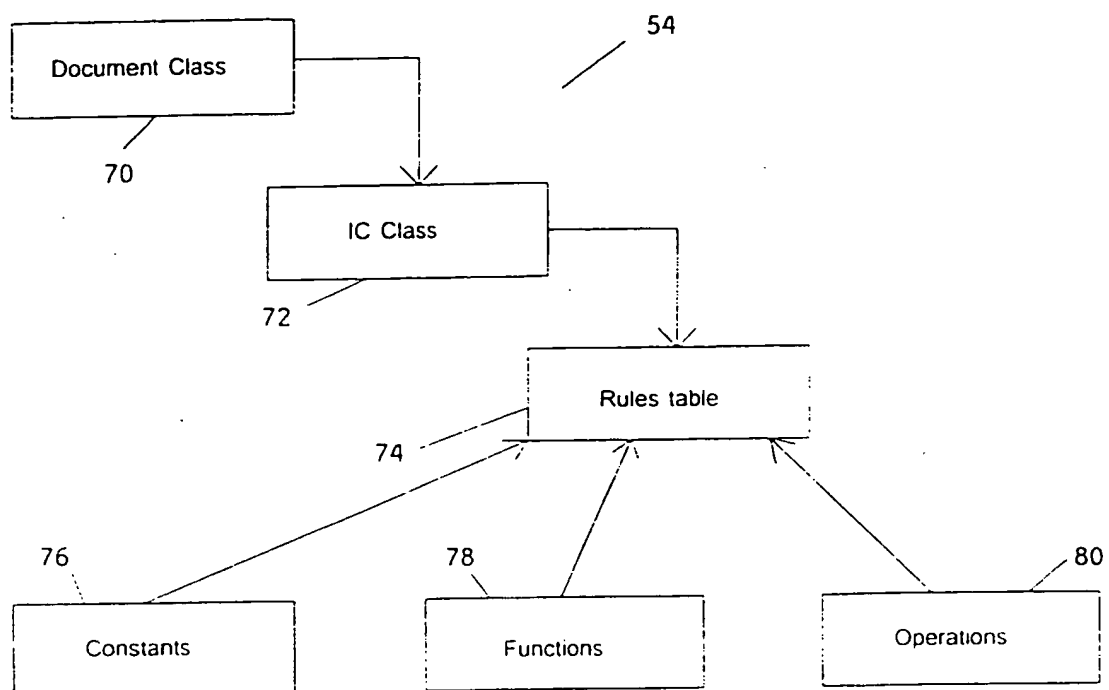 54
Document Class
70
IC Class
72
Rules table
74
76
78
80
Constants
Functions
Operations